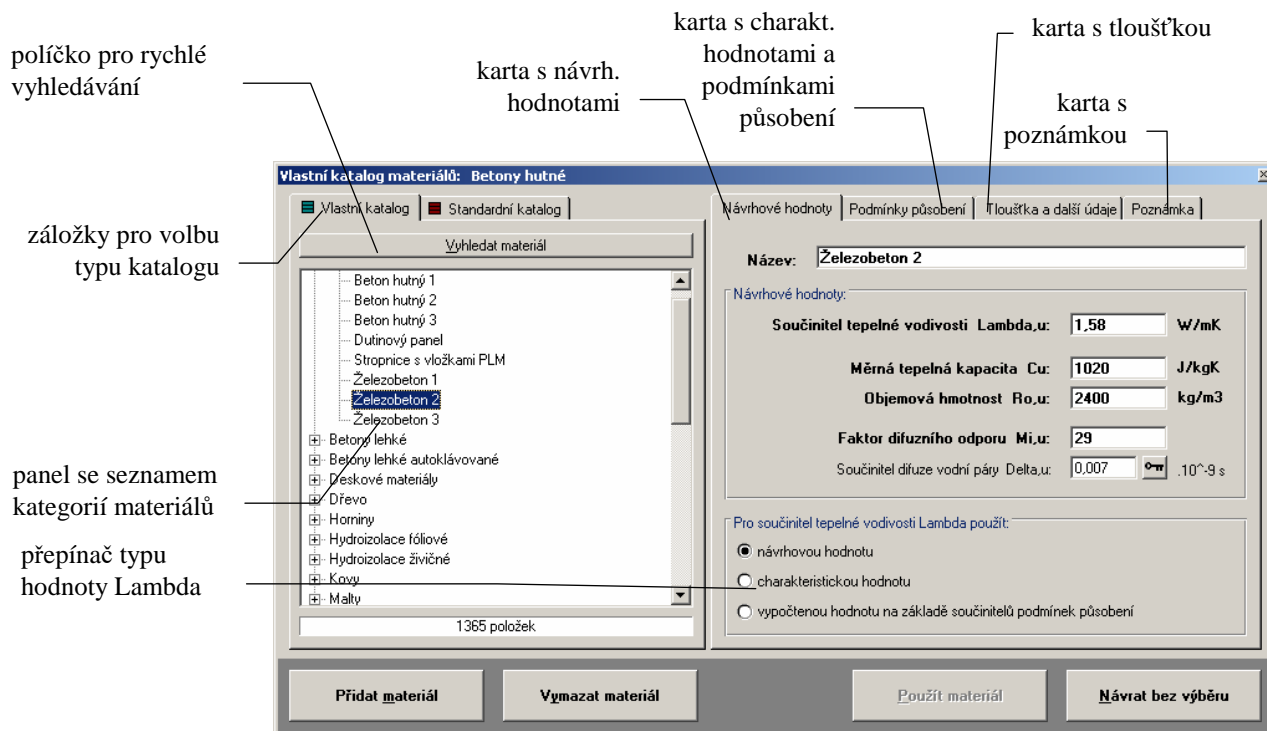 políčko pro rychlé
vyhledávání
karta s návrh.
hodnotami
karta s charakt.
hodnotami a
podmínkami
působení
karta s tloušťkou
karta s
poznámkou
záložky pro volbu
typu katalogu
panel se seznamem
kategorií materiálů
přepínač typu
hodnoty Lambda
Vlastní katalog materiálů: Betony hutné
Vlastní katalog Standardní katalog
Vyhledat materiál
Beton hutný 1
Beton hutný 2
Beton hutný 3
Dutinový panel
Stropnice s vložkami PLM
Železobeton 1
Železobeton 2
Železobeton 3
Betony lehké
Betony lehké autoklávované
Deskové materiály
Dřevo
Horniny
Hydroizolace fóliové
Hydroizolace živičné
Kovy
Malty
1365 položek
Návrhové hodnoty Podmínky působení Tloušťka a další údaje Poznámka
Název: Železobeton 2
Návrhové hodnoty:
Součinitel tepelné vodivosti Lambda,u: 1,58 W/mK
Měrná tepelná kapacita Cu: 1020 J/kgK
Objemová hmotnost Ro,u: 2400 kg/m3
Faktor difuzního odporu Mi,u: 29
Součinitel difuze vodní páry Delta,u: 0,007 .10^-9 s
Pro součinitel tepelné vodivosti Lambda použít:
návrhovou hodnotu
charakteristickou hodnotu
vypočtenou hodnotu na základě součinitelů podmínek působení
Přidat materiál Vymazat materiál Použít materiál Návrat bez výběru